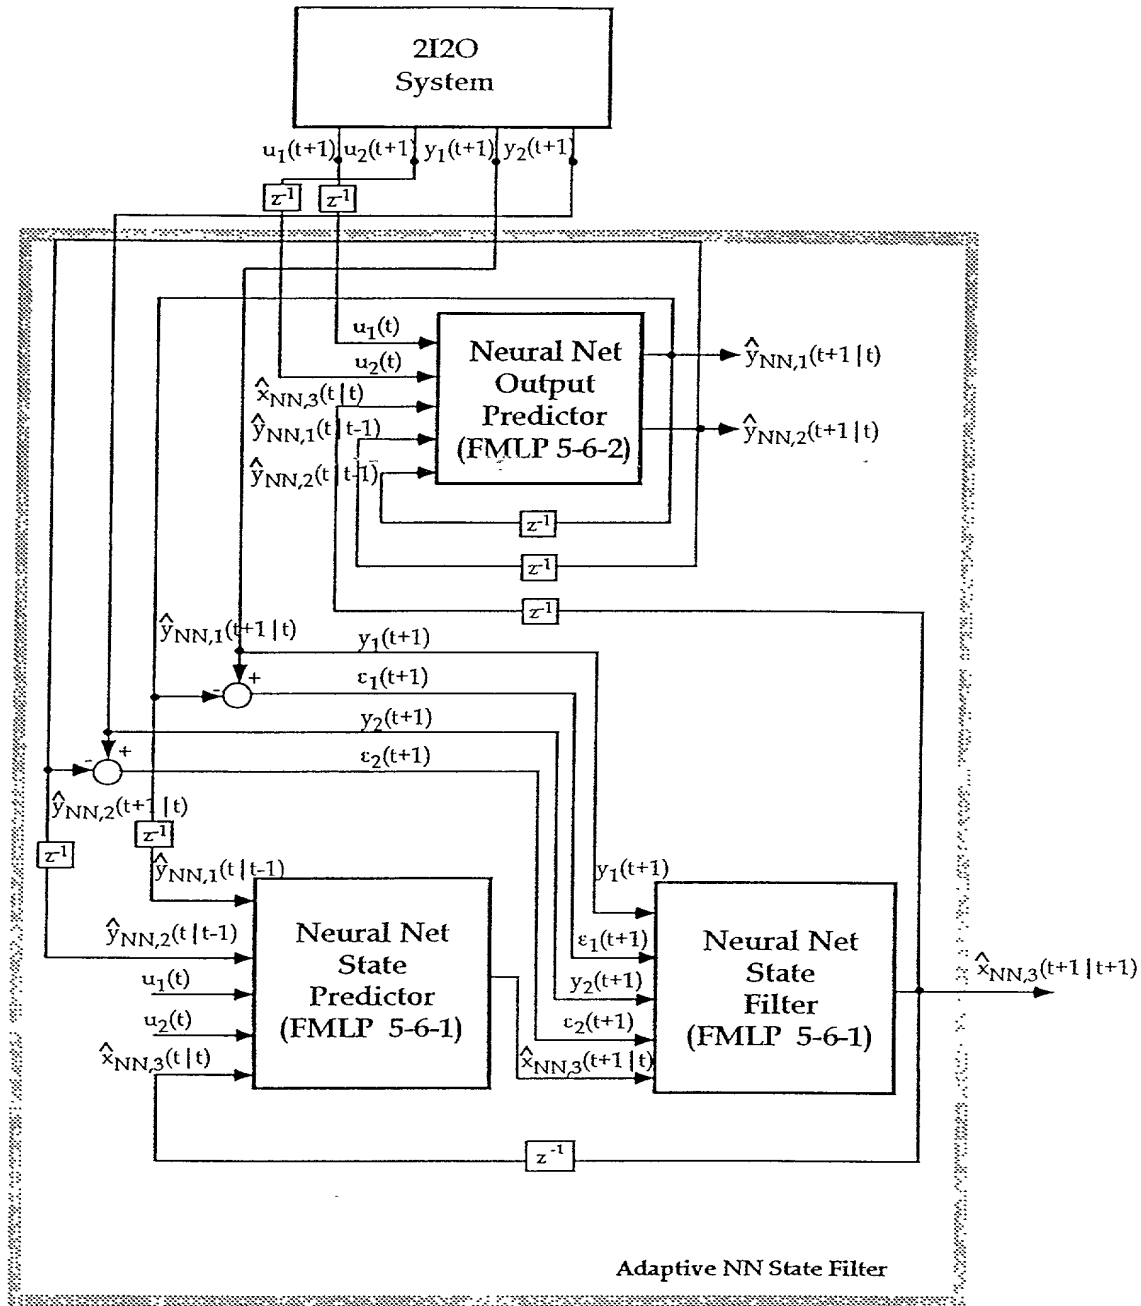 2I2O
System
u₁(t+1) u₂(t+1) y₁(t+1) y₂(t+1)
z⁻¹ z⁻¹
u₁(t)
u₂(t)
x̂NN,3(t|t)
ŷNN,1(t|t-1)
ŷNN,2(t|t-1)
Neural Net
Output
Predictor
(FMLP 5-6-2)
ŷNN,1(t+1|t)
ŷNN,2(t+1|t)
z⁻¹
z⁻¹
z⁻¹
ŷNN,1(t+1|t)
y₁(t+1)
- +
ε₁(t+1)
y₂(t+1)
- +
ε₂(t+1)
ŷNN,2(t+1|t)
z⁻¹
z⁻¹
ŷNN,1(t|t-1)
ŷNN,2(t|t-1)
u₁(t)
u₂(t)
x̂NN,3(t|t)
Neural Net
State
Predictor
(FMLP 5-6-1)
y₁(t+1)
ε₁(t+1)
y₂(t+1)
ε₂(t+1)
x̂NN,3(t+1|t)
Neural Net
State
Filter
(FMLP 5-6-1)
x̂NN,3(t+1|t+1)
z⁻¹
Adaptive NN State Filter